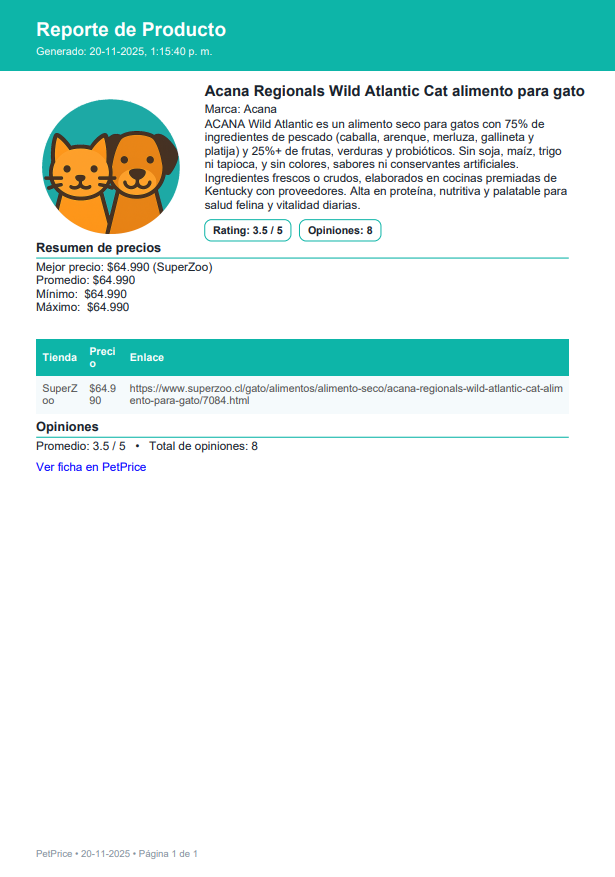 Reporte de Producto
Generado: 20-11-2025, 1:15:40 p. m.
Acana Regionals Wild Atlantic Cat alimento para gato
Marca: Acana
ACANA Wild Atlantic es un alimento seco para gatos con 75% de
ingredientes de pescado (caballa, arenque, merluza, gallineta y
platija) y 25%+ de frutas, verduras y probióticos. Sin soja, maíz, trigo
ni tapioca, y sin colores, sabores ni conservantes artificiales.
Ingredientes frescos o crudos, elaborados en cocinas premiadas de
Kentucky con proveedores. Alta en proteína, nutritiva y palatable para
salud felina y vitalidad diarias.
Rating: 3.5 / 5 Opiniones: 8
Resumen de precios
Mejor precio: $64.990 (SuperZoo)
Promedio: $64.990
Mínimo: $64.990
Máximo: $64.990
Tienda Preci
o Enlace
SuperZ
oo $64.9
90 https://www.superzoo.cl/gato/alimentos/alimento-seco/acana-regionals-wild-atlantic-cat-alim
ento-para-gato/7084.html
Opiniones
Promedio: 3.5 / 5 • Total de opiniones: 8
Ver ficha en PetPrice
PetPrice • 20-11-2025 • Página 1 de 1